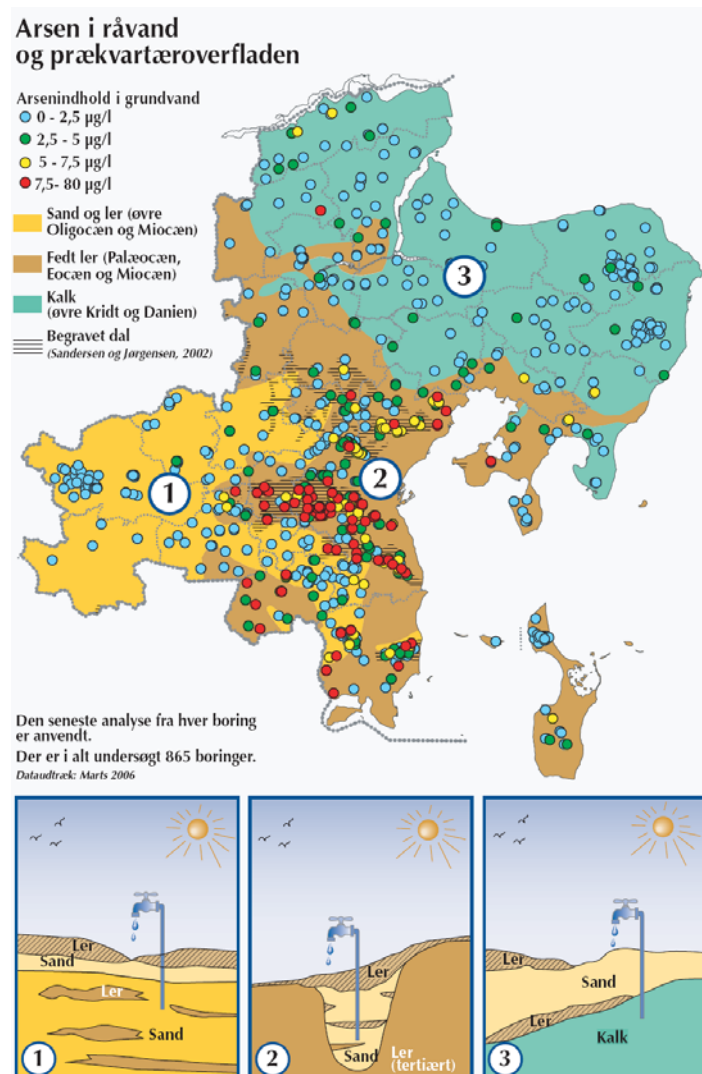 Arsen i råvand
og prækvartæroverfladen
Arsenindhold i grundvand
0 - 2,5 µg/l
2,5 - 5 µg/l
5 - 7,5 µg/l
7,5- 80 µg/l
Sand og ler (øvre
Oligocæn og Miocæn)
Fedt ler (Palæocæn,
Eocæn og Miocæn)
Kalk
(øvre Kridt og Danien)
Begravet dal
(Sandersen og Jørgensen, 2002)
3
2
1
Den seneste analyse fra hver boring
er anvendt.
Der er i alt undersøgt 865 boringer.
Dataudtræk: Marts 2006
Ler
Sand
Ler
Sand
1
Ler
Sand
Ler
(tertiært)
2
Ler
Sand
Ler
Kalk
3